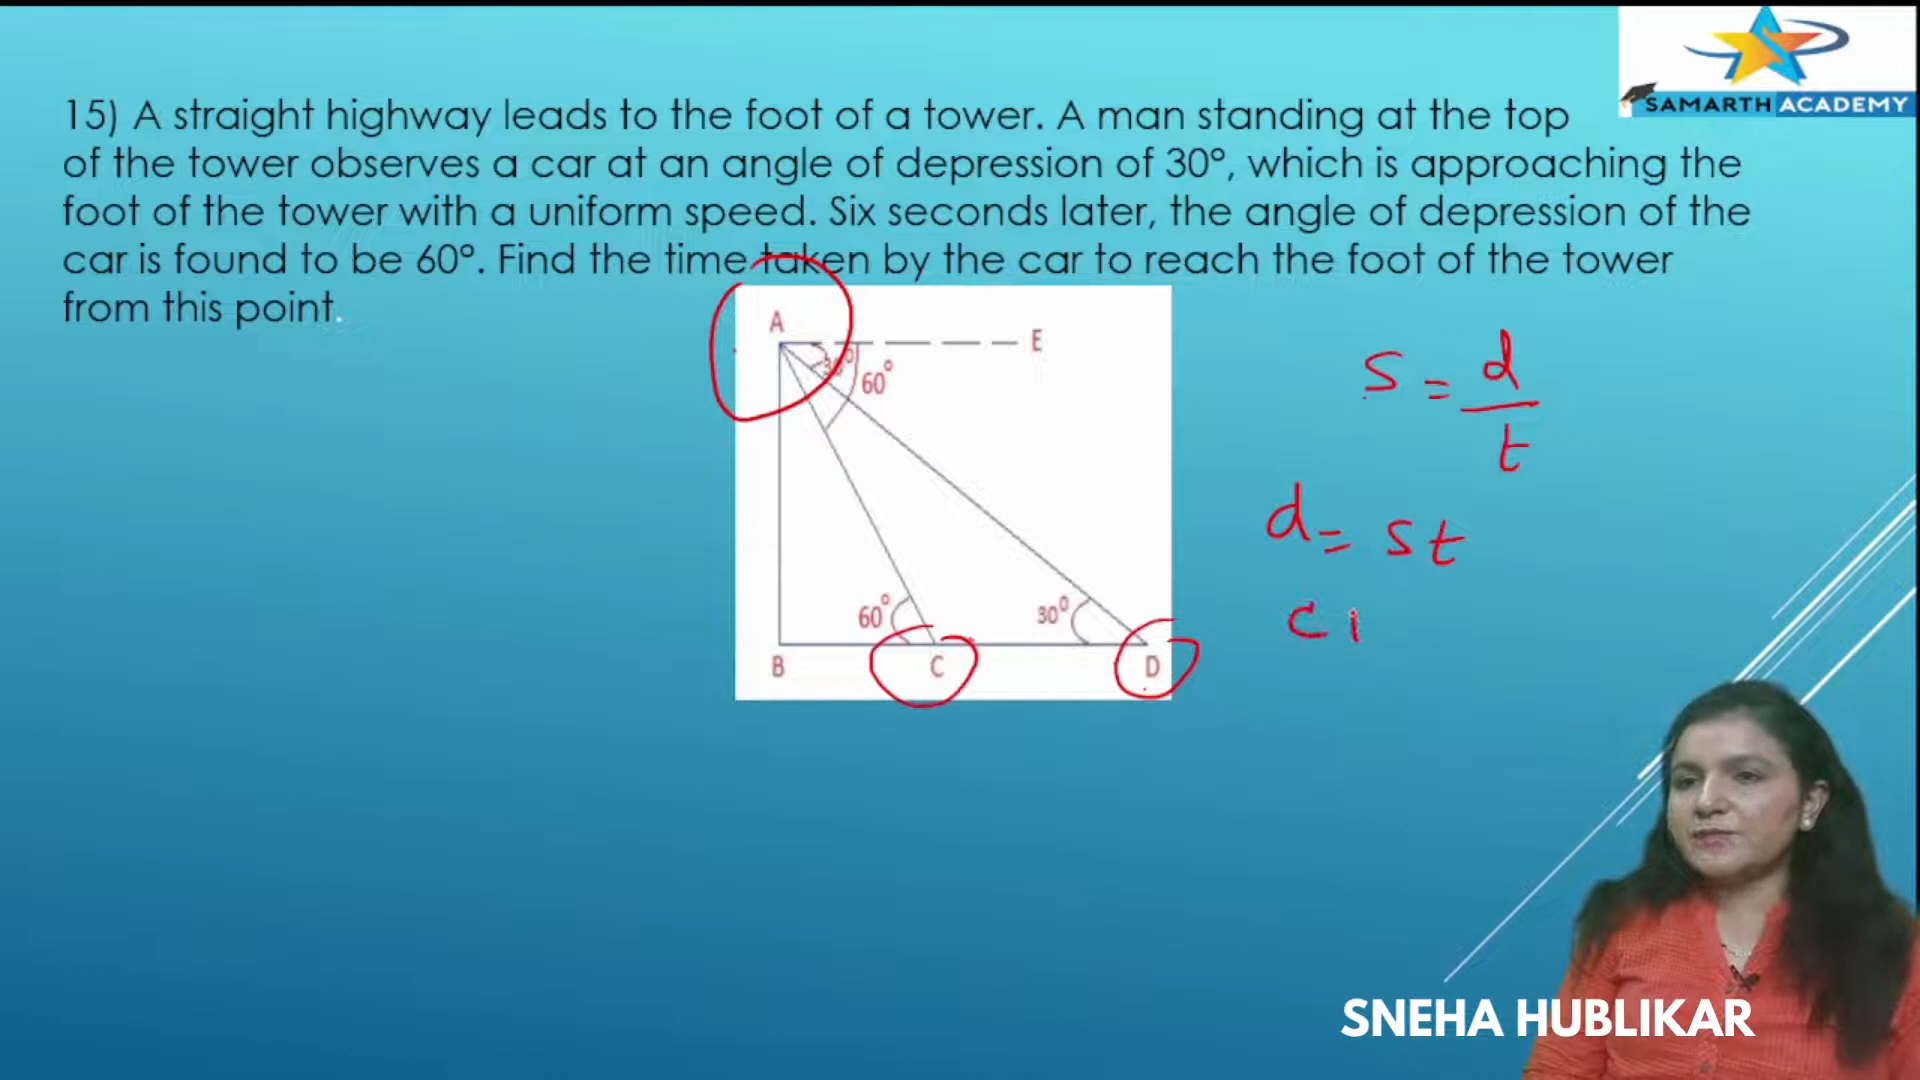 SAMARTH ACADEMY
15) A straight highway leads to the foot of a tower. A man standing at the top
of the tower observes a car at an angle of depression of 30°, which is approaching the
foot of the tower with a uniform speed. Six seconds later, the angle of depression of the
car is found to be 60°. Find the time taken by the car to reach the foot of the tower
from this point.
A
E
30°
60°
60°
30°
B
C
D
s = d/t
d = st
C
SNEHA HUBLIKAR